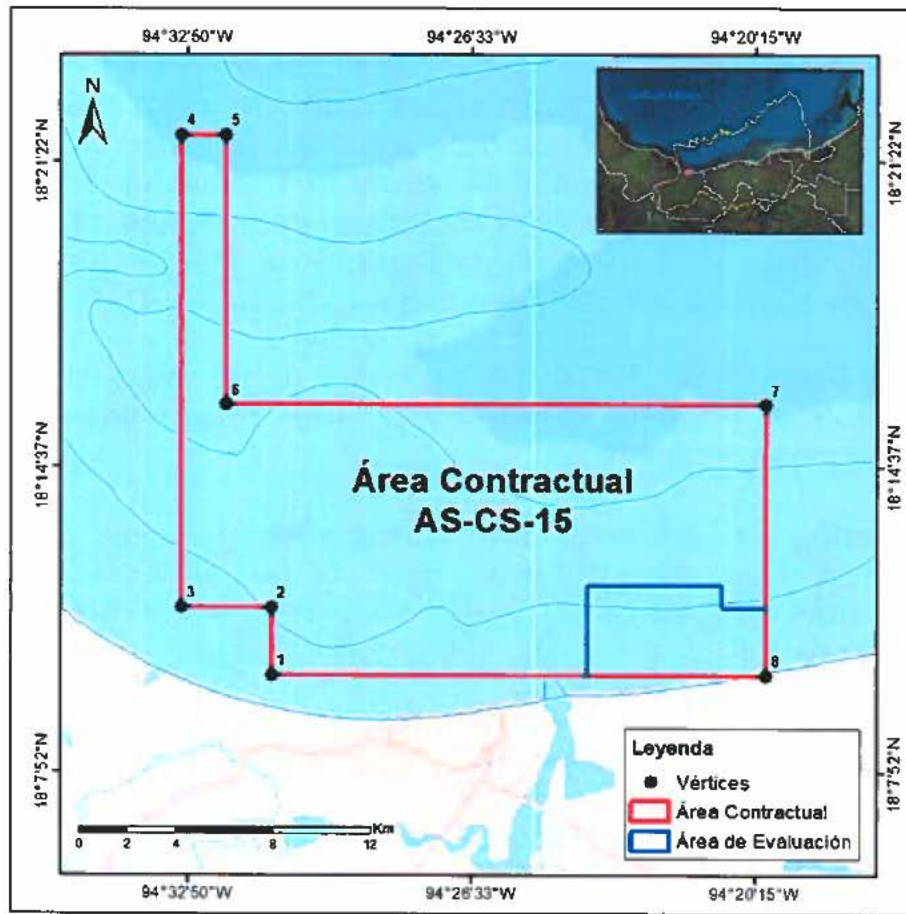 94°32'50"W 94°26'33"W 94°20'15"W
N
4 5
18°21'22"N 18°21'22"N
6 7
18°14'37"N 18°14'37"N
Área Contractual
AS-CS-15
3 2
1 8
18°7'52"N 18°7'52"N
Leyenda
Vértices
Área Contractual
Área de Evaluación
Km
0 2 4 8 12
94°32'50"W 94°26'33"W 94°20'15"W